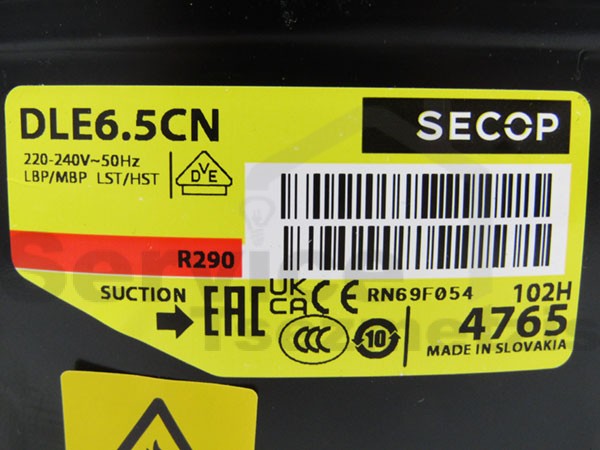 DLE6.5CN
SECOP
220-240V~50Hz
LBP/MBP LST/HST
DVE
R290
SUCTION
EAC
UK
CA
CE
RN69F054
102H
CCC
10
4765
MADE IN SLOVAKIA
Service